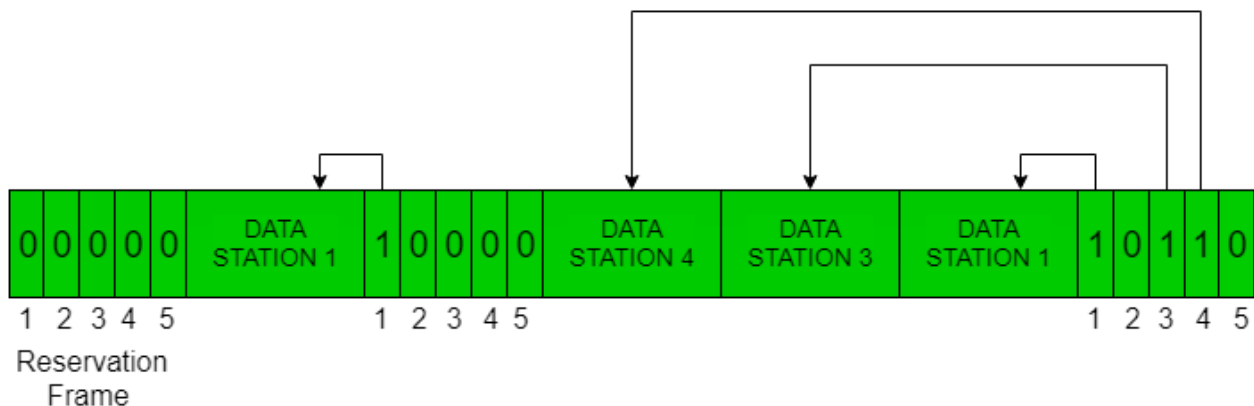 0 0 0 0 0 DATA STATION 1 1 0 0 0 0 DATA STATION 4 DATA STATION 3 DATA STATION 1 1 0 1 1 0
1 2 3 4 5 1 2 3 4 5 1 2 3 4 5
Reservation
Frame